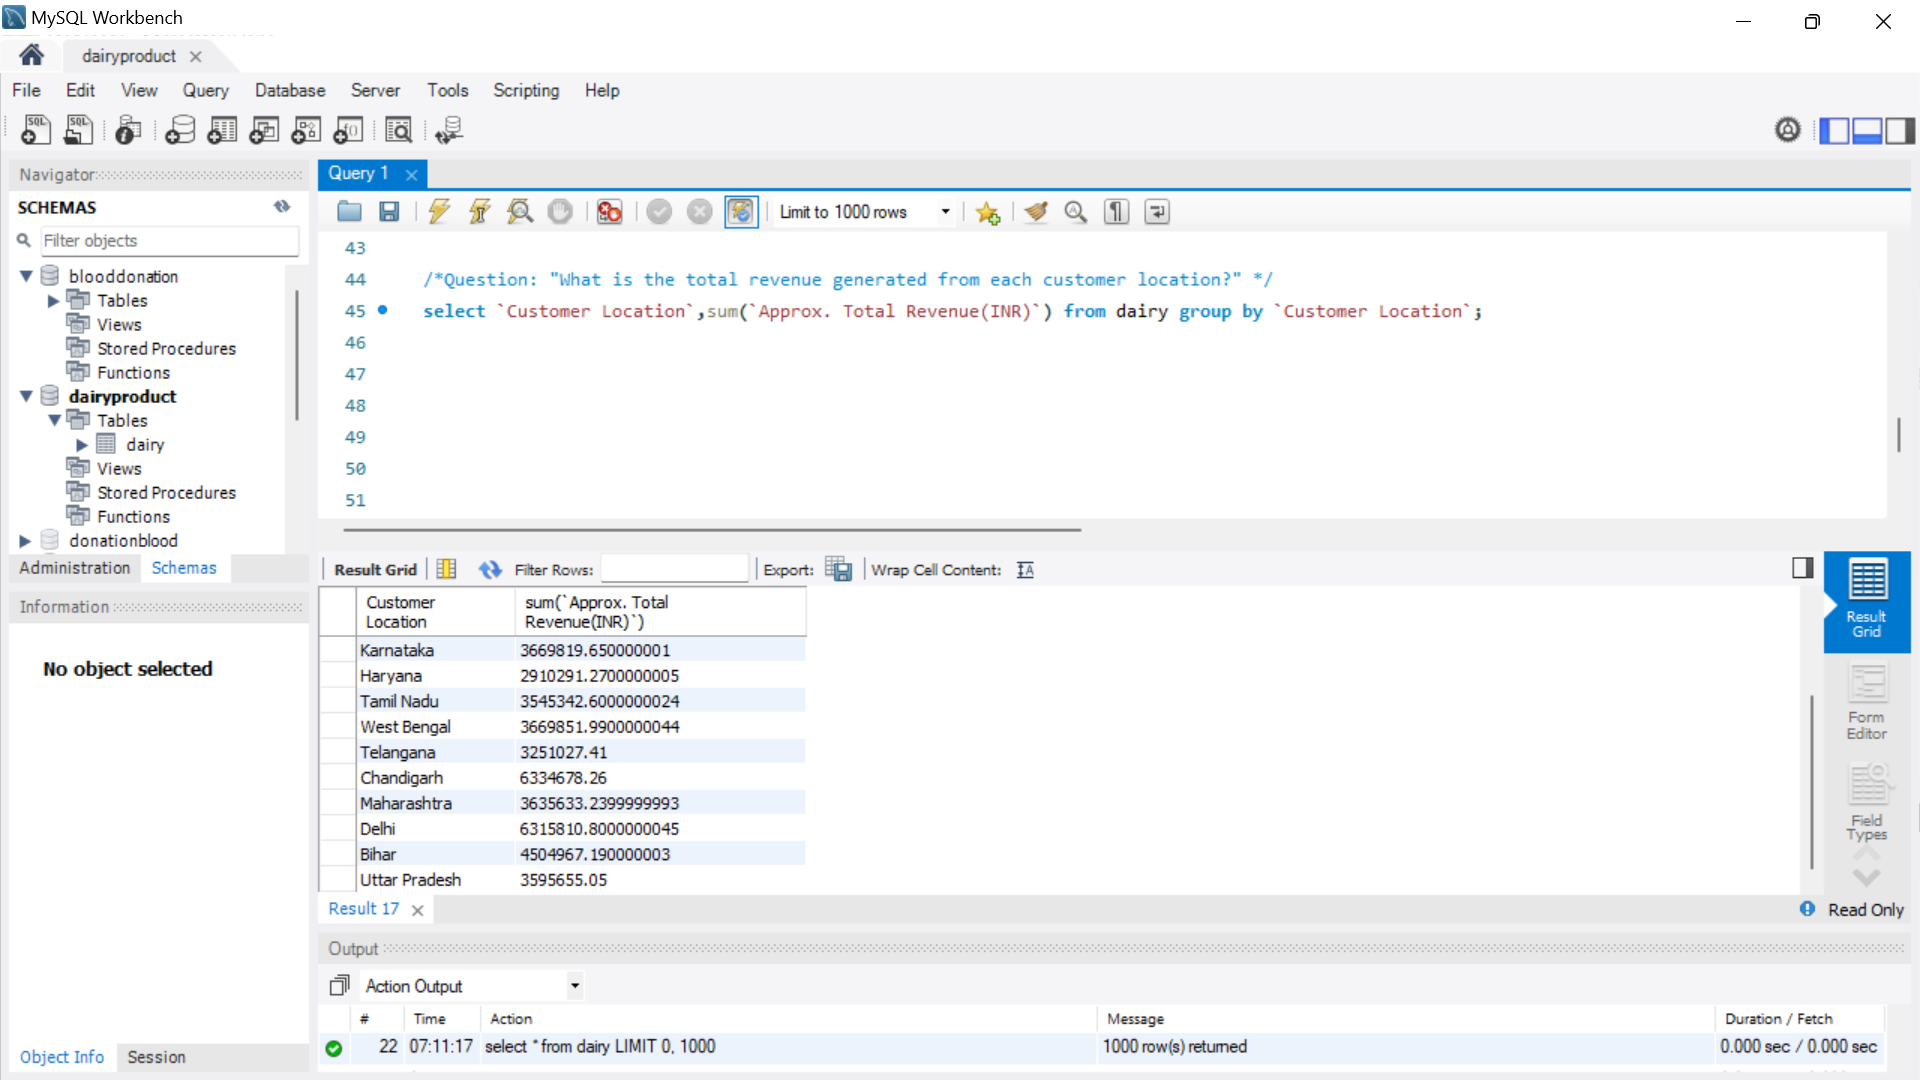 MySQL Workbench
dairyproduct
File Edit View Query Database Server Tools Scripting Help
Navigator
SCHEMAS
Filter objects
blooddonation
Tables
Views
Stored Procedures
Functions
dairyproduct
Tables
dairy
Views
Stored Procedures
Functions
donationblood
Administration Schemas
Information
No object selected
Object Info Session
Query 1
Limit to 1000 rows
43
44 /*Question: "What is the total revenue generated from each customer location?" */
45 select `Customer Location`,sum(`Approx. Total Revenue(INR)`) from dairy group by `Customer Location`;
46
47
48
49
50
51
Result Grid Filter Rows: Export: Wrap Cell Content:
Customer Location sum(`Approx. Total Revenue(INR)`)
Karnataka 3669819.650000001
Haryana 2910291.2700000005
Tamil Nadu 3545342.6000000024
West Bengal 3669851.9900000044
Telangana 3251027.41
Chandigarh 6334678.26
Maharashtra 3635633.2399999993
Delhi 6315810.8000000045
Bihar 4504967.190000003
Uttar Pradesh 3595655.05
Result Grid
Form Editor
Field Types
Result 17
Read Only
Output
Action Output
# Time Action Message Duration / Fetch
22 07:11:17 select * from dairy LIMIT 0, 1000 1000 row(s) returned 0.000 sec / 0.000 sec